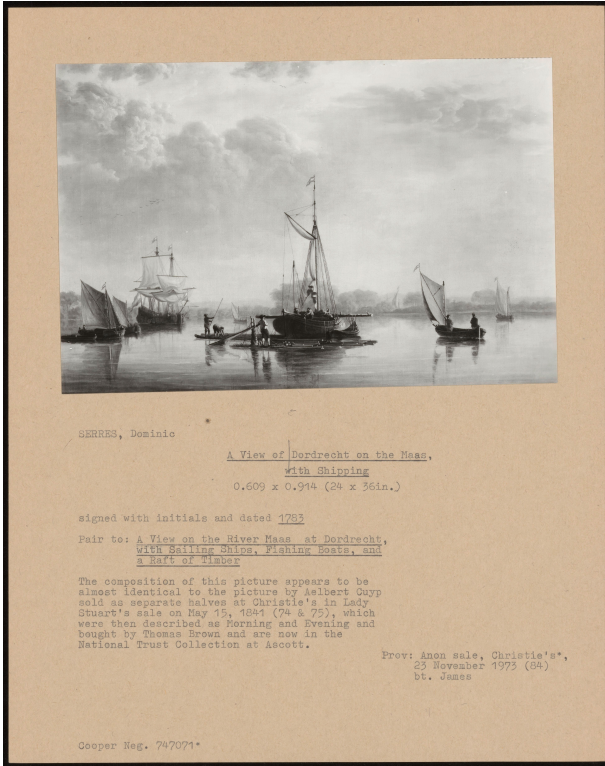 SERRES, Dominic
A View of Dordrecht on the Maas,
with Shipping
0.609 x 0.914 (24 x 36in.)
signed with initials and dated 1783
Pair to: A View on the River Maas at Dordrecht,
with Sailing Ships, Fishing Boats, and
a Raft of Timber
The composition of this picture appears to be
almost identical to the picture by Aelbert Cuyp
sold as separate halves at Christie's in Lady
Stuart's sale on May 15, 1841 (74 & 75), which
were then described as Morning and Evening and
bought by Thomas Brown and are now in the
National Trust Collection at Ascott.
Prov: Anon sale, Christie's*,
23 November 1973 (84)
bt. James
Cooper Neg. 747071*